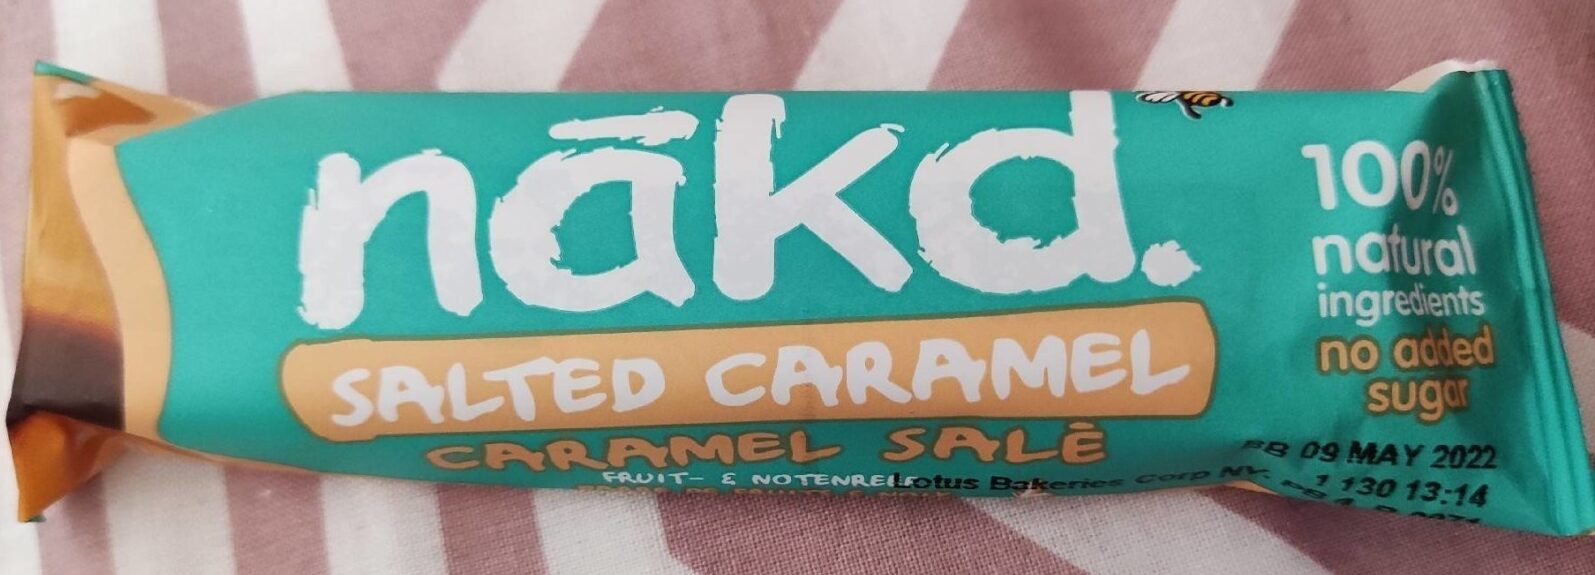 nākd.
100%
natural
ingredients
no added
sugar
SALTED CARAMEL
CARAMEL SALÈ
FRUIT- & NOTENREEP
Lotus Bakeries Corp NV.
BB 09 MAY 2022
1 130 13:14